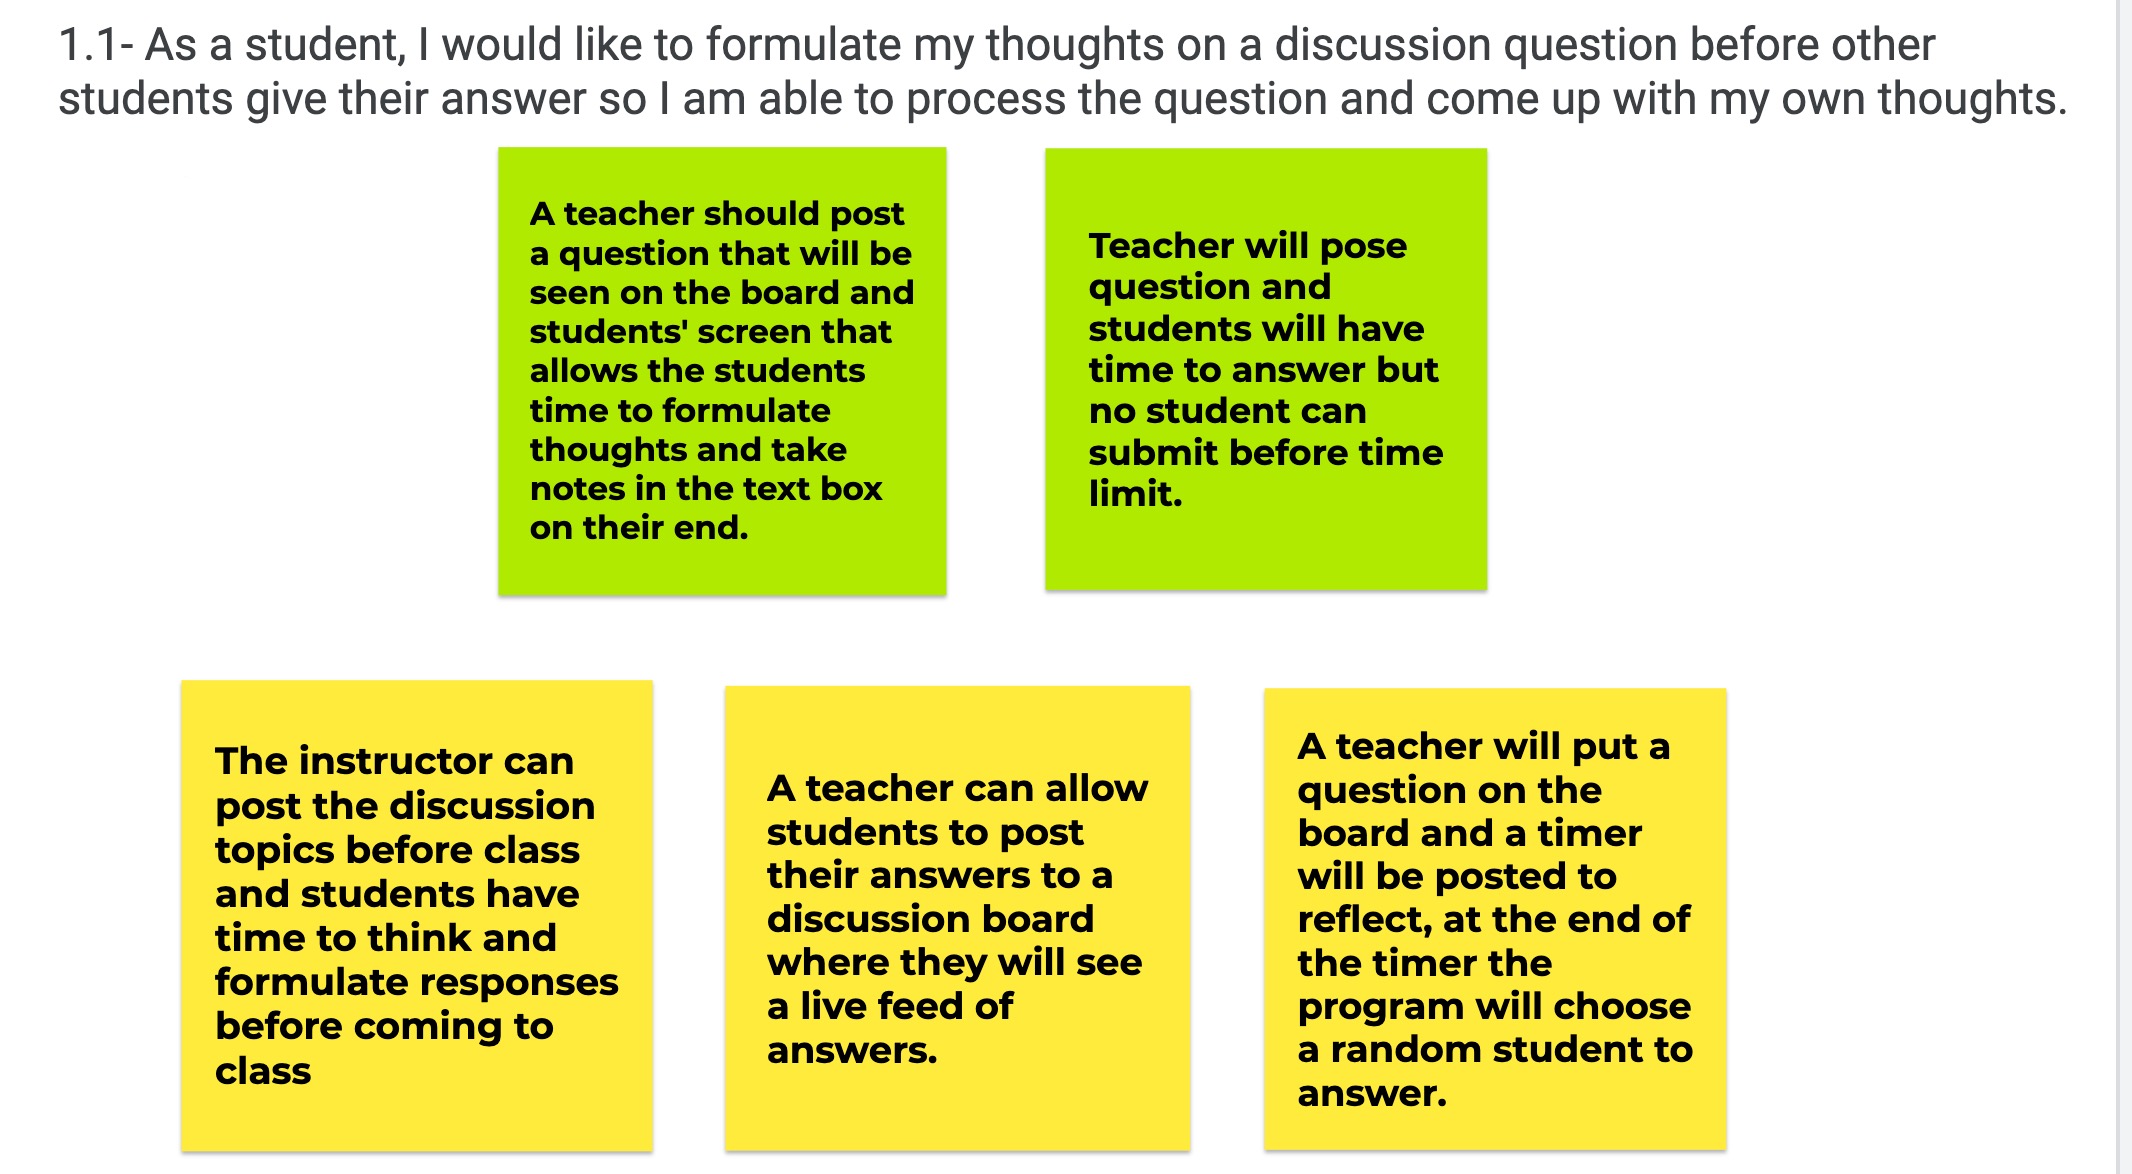 1.1- As a student, I would like to formulate my thoughts on a discussion question before other
students give their answer so I am able to process the question and come up with my own thoughts.
A teacher should post
a question that will be
seen on the board and
students' screen that
allows the students
time to formulate
thoughts and take
notes in the text box
on their end.
Teacher will pose
question and
students will have
time to answer but
no student can
submit before time
limit.
The instructor can
post the discussion
topics before class
and students have
time to think and
formulate responses
before coming to
class
A teacher can allow
students to post
their answers to a
discussion board
where they will see
a live feed of
answers.
A teacher will put a
question on the
board and a timer
will be posted to
reflect, at the end of
the timer the
program will choose
a random student to
answer.